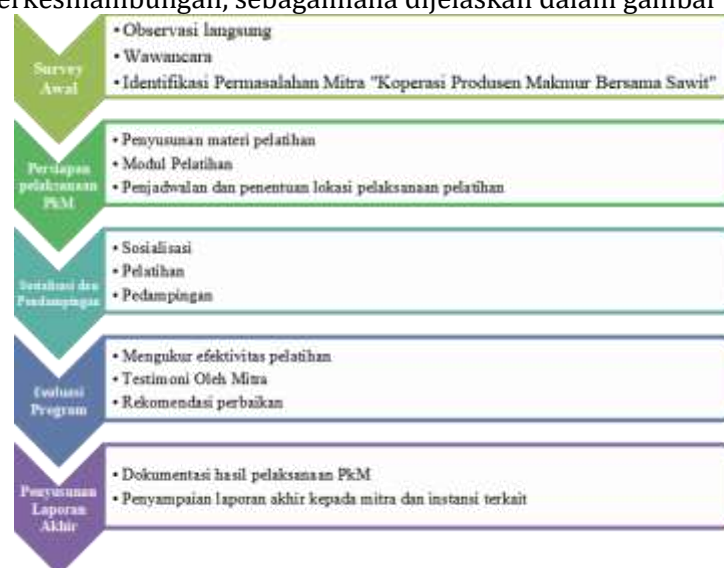 erkesinambungan, sebagaimana dijelaskan dalam gambar
Survey
Awal
• Observasi langsung
• Wawancara
• Identifikasi Permasalahan Mitra "Koperasi Produsen Makmur Bersama Sawit"
Persiapan
pelaksanaan
PkM
• Penyusunan materi pelatihan
• Modul Pelatihan
• Penjadwalan dan penentuan lokasi pelaksanaan pelatihan
Sosialisasi dan
Pendampingan
• Sosialisasi
• Pelatihan
• Pedampingan
Evaluasi
Program
• Mengukur efektivitas pelatihan
• Testimoni Oleh Mitra
• Rekomendasi perbaikan
Penyusunan
Laporan
Akhir
• Dokumentasi hasil pelaksanaan PkM
• Penyampaian laporan akhir kepada mitra dan instansi terkait